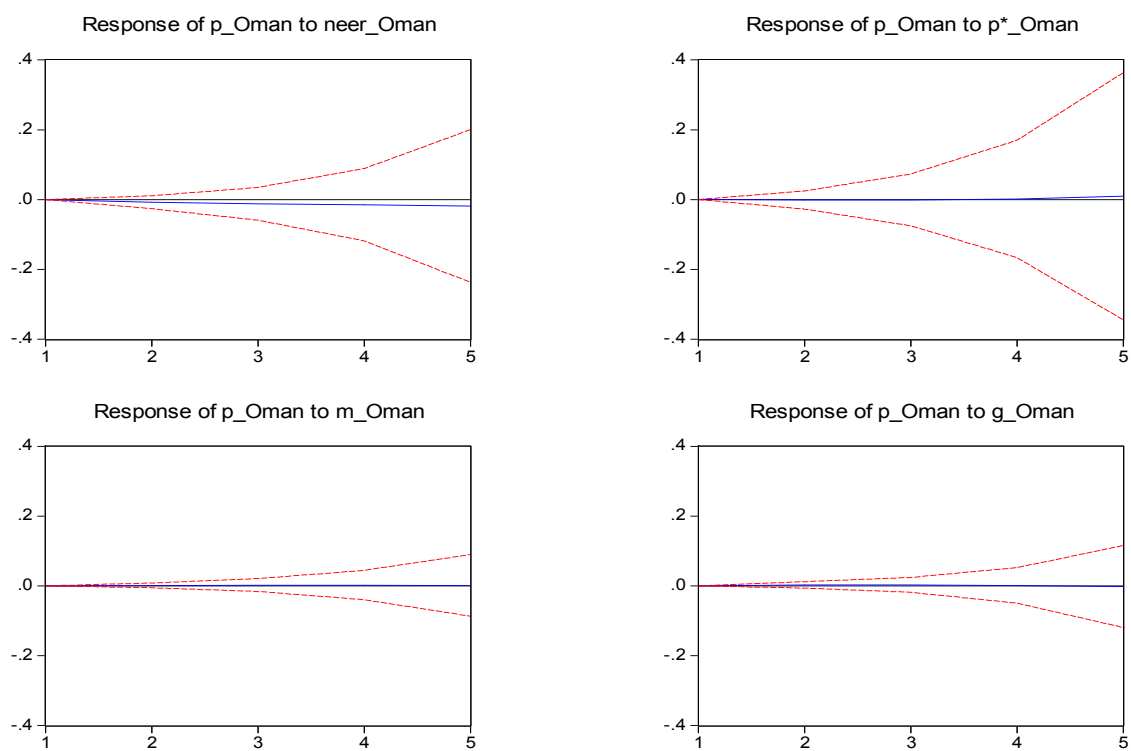 Response of p_Oman to neer_Oman
.4
.2
.0
-.2
-.4
1 2 3 4 5
Response of p_Oman to p*_Oman
.4
.2
.0
-.2
-.4
1 2 3 4 5
Response of p_Oman to m_Oman
.4
.2
.0
-.2
-.4
1 2 3 4 5
Response of p_Oman to g_Oman
.4
.2
.0
-.2
-.4
1 2 3 4 5